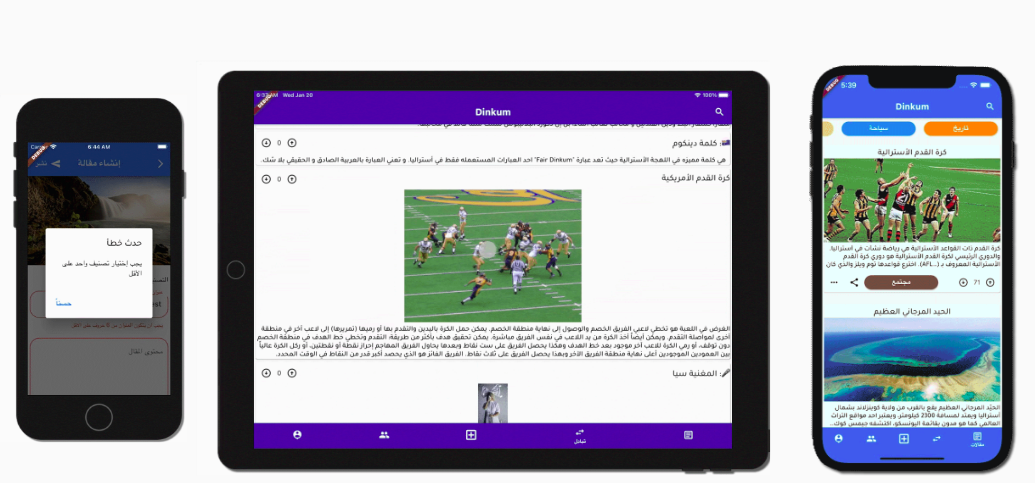 6:44 AM
DEBUG
إنشاء مقالة
نشر
حدث خطأ
يجب إختيار تصنيف واحد على
الأقل
حسناً
محتوى المقال
Wed Jan 20
100%
DEBUG
Dinkum
كلمة دينكوم :
0
هي كلمة مميزه في اللهجة الأسترالية حيث تعد عبارة "Fair Dinkum" احد العبارات المستعمله فقط في أستراليا. و تعني العبارة بالعربية الصادق و الحقيقي بلا شك.
كرة القدم الأمريكية
0
الغرض في اللعبة هو تخطي لاعبي الفريق الخصم والوصول إلى نهاية منطقة الخصم. يمكن حمل الكرة باليدين والتقدم بها أو رميها (تمريرها) إلى لاعب آخر في منطقة
أخرى لمواصلة التقدم. ويمكن أيضاً أخذ الكرة من يد اللاعب في نفس الفريق مباشرة. يمكن تحقيق هدف بأكثر من طريقة: التقدم وتخطي خط الهدف في منطقة الخصم
دون توقف، أو رمي الكرة للاعب آخر موجود بعد خط الهدف وهكذا يحصل الفريق على ست نقاط وبعدها يحاول الفريق المهاجم إحراز نقطة أو نقطتين، أو ركل الكرة عالياً
بين العمودين الموجودين أعلى نهاية منطقة الفريق الآخر وبهذا يحصل الفريق على ثلاث نقاط. الفريق الفائز هو الذي يحصد أكبر قدر من النقاط في الوقت المحدد.
المغنية سيا :
0
تبادل
5:39
DEBUG
Dinkum
تاريخ
سياحة
كرة القدم الأسترالية
كرة القدم ذات القواعد الأسترالية هي رياضة نشأت في أستراليا.
والدوري الرئيسي لكرة القدم الأسترالية هو دوري كرة القدم
الأسترالية المعروف بـ (AFL). اخترع قواعدها توم ويلز والذي كان
71
مجتمع
الحيد المرجاني العظيم
الحيّد المرجاني العظيم يقع بالقرب من ولاية كوينزلاند بشمال
أستراليا ويمتد لمسافة 2300 كيلومتر. ويعتبر احد مواقع التراث
العالمي كما هو مدون بقائمة اليونسكو. اكتشفه جيمس كوك..
مقالات